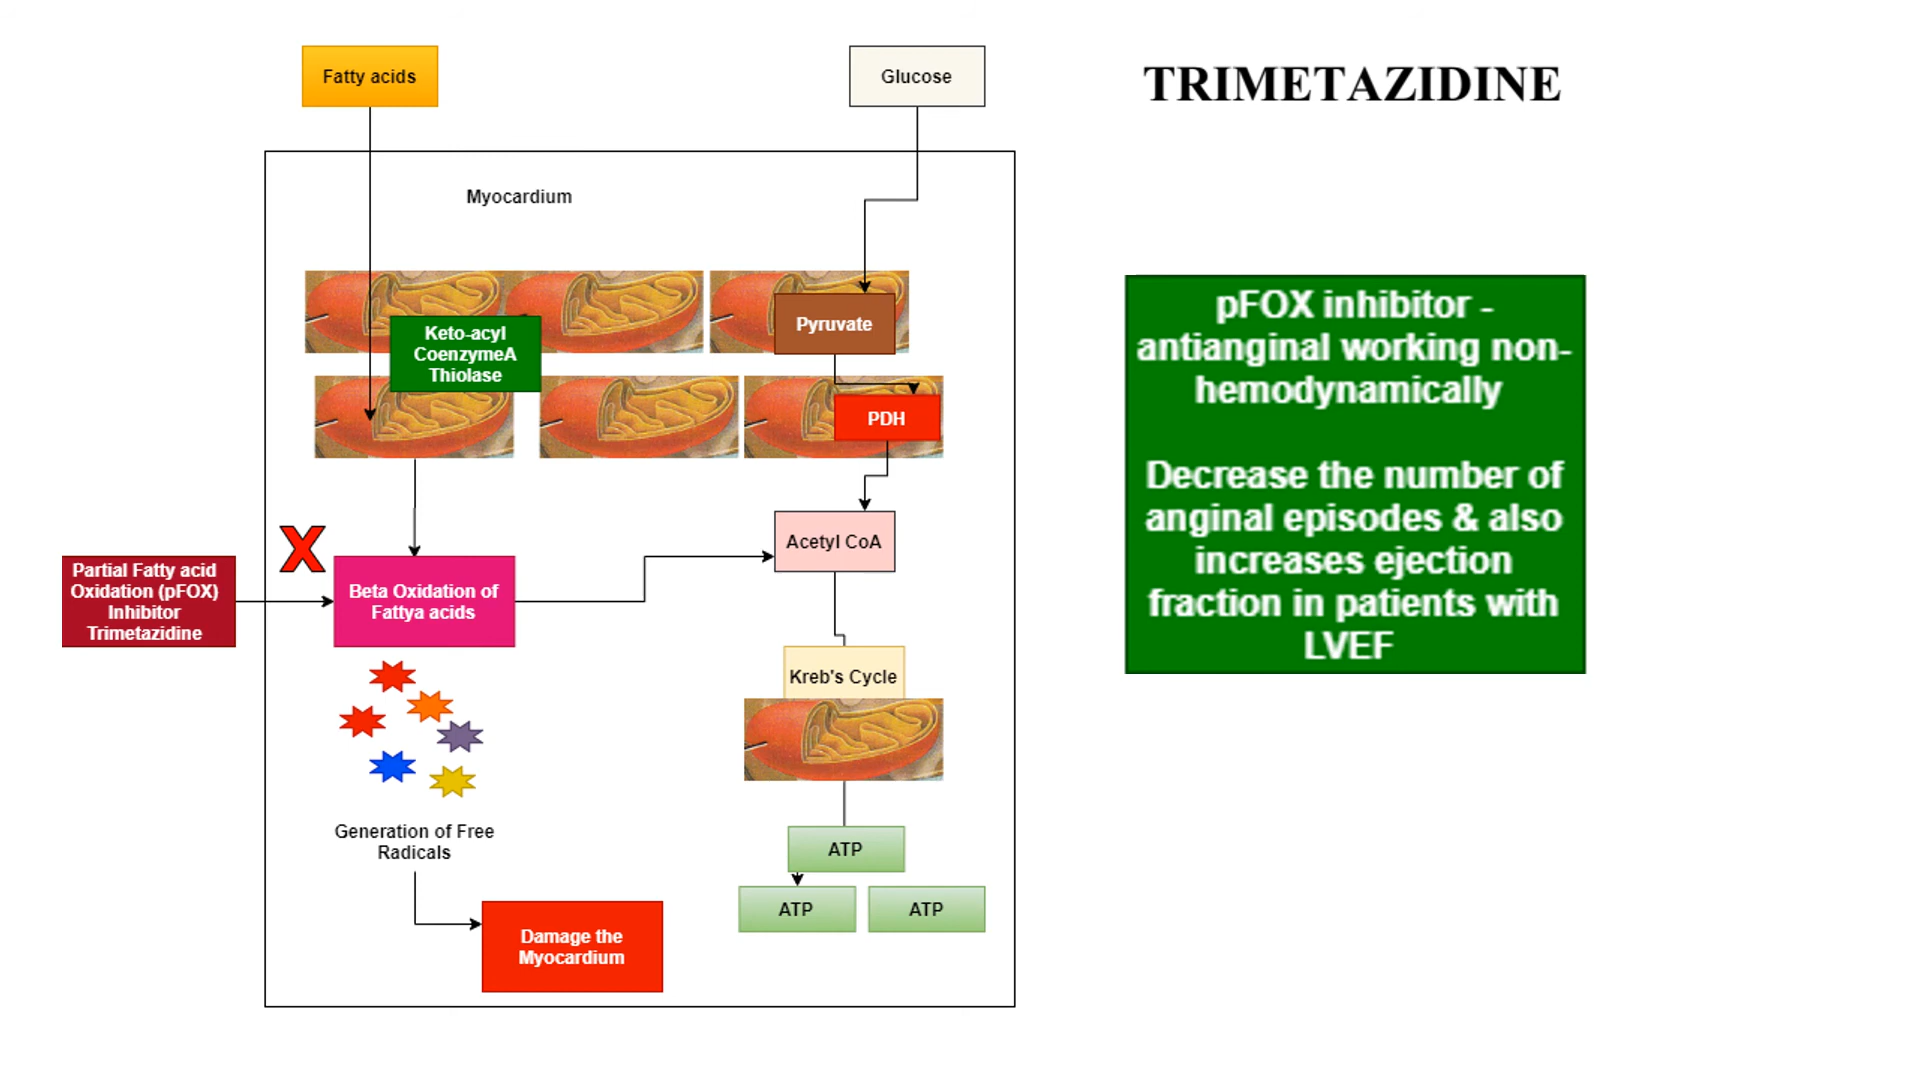 Fatty acids
Glucose
TRIMETAZIDINE
Myocardium
Keto-acyl
CoenzymeA
Thiolase
Pyruvate
PDH
Acetyl CoA
Partial Fatty acid
Oxidation (pFOX)
Inhibitor
Trimetazidine
X
Beta Oxidation of
Fattya acids
Kreb's Cycle
Generation of Free
Radicals
ATP
ATP
ATP
Damage the
Myocardium
pFOX inhibitor -
antianginal working non-
hemodynamically
Decrease the number of
anginal episodes & also
increases ejection
fraction in patients with
LVEF